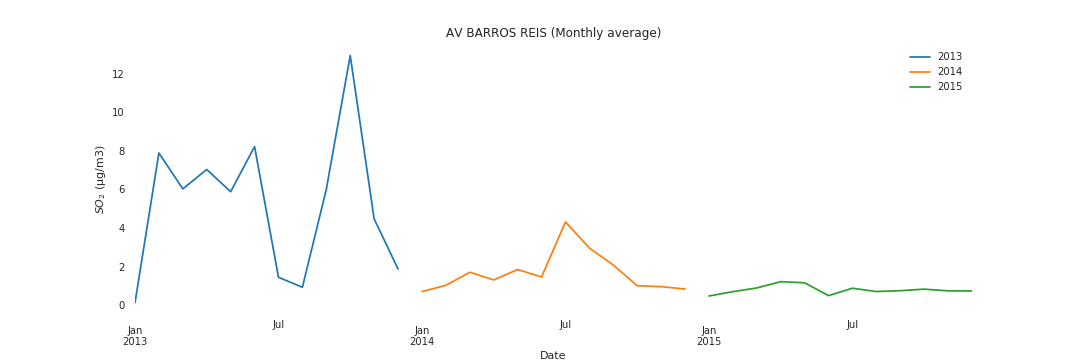 AV BARROS REIS (Monthly average)
2013
2014
2015
12
10
8
6
4
2
0
SO2 (µg/m3)
Jan
2013
Jul
Jan
2014
Jul
Jan
2015
Jul
Date